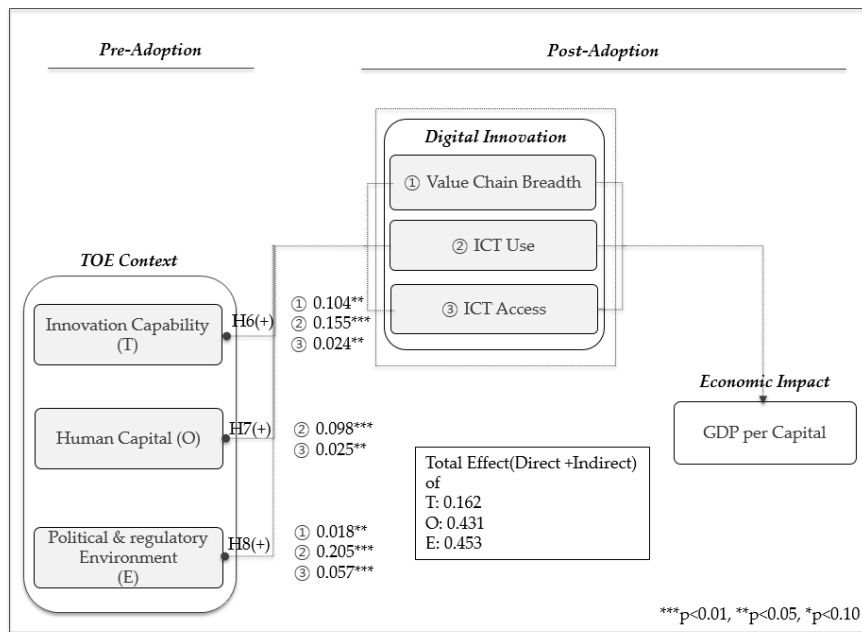 Pre-Adoption
Post-Adoption
Digital Innovation
① Value Chain Breadth
② ICT Use
③ ICT Access
TOE Context
Innovation Capability
(T)
H6(+)
① 0.104**
② 0.155***
③ 0.024**
Human Capital (O)
H7(+)
② 0.098***
③ 0.025**
Political & regulatory
Environment
(E)
H8(+)
① 0.018**
② 0.205***
③ 0.057***
Economic Impact
GDP per Capital
Total Effect(Direct +Indirect)
of
T: 0.162
O: 0.431
E: 0.453
***p<0.01, **p<0.05, *p<0.10